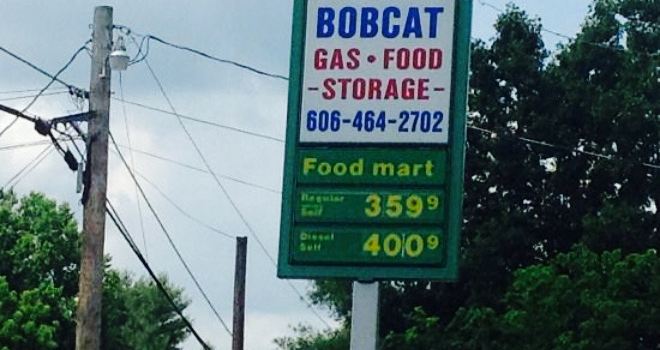 BOBCAT
GAS • FOOD
-STORAGE-
606-464-2702
Food mart
Regular
Self
359 9
Diesel
Self
400 9